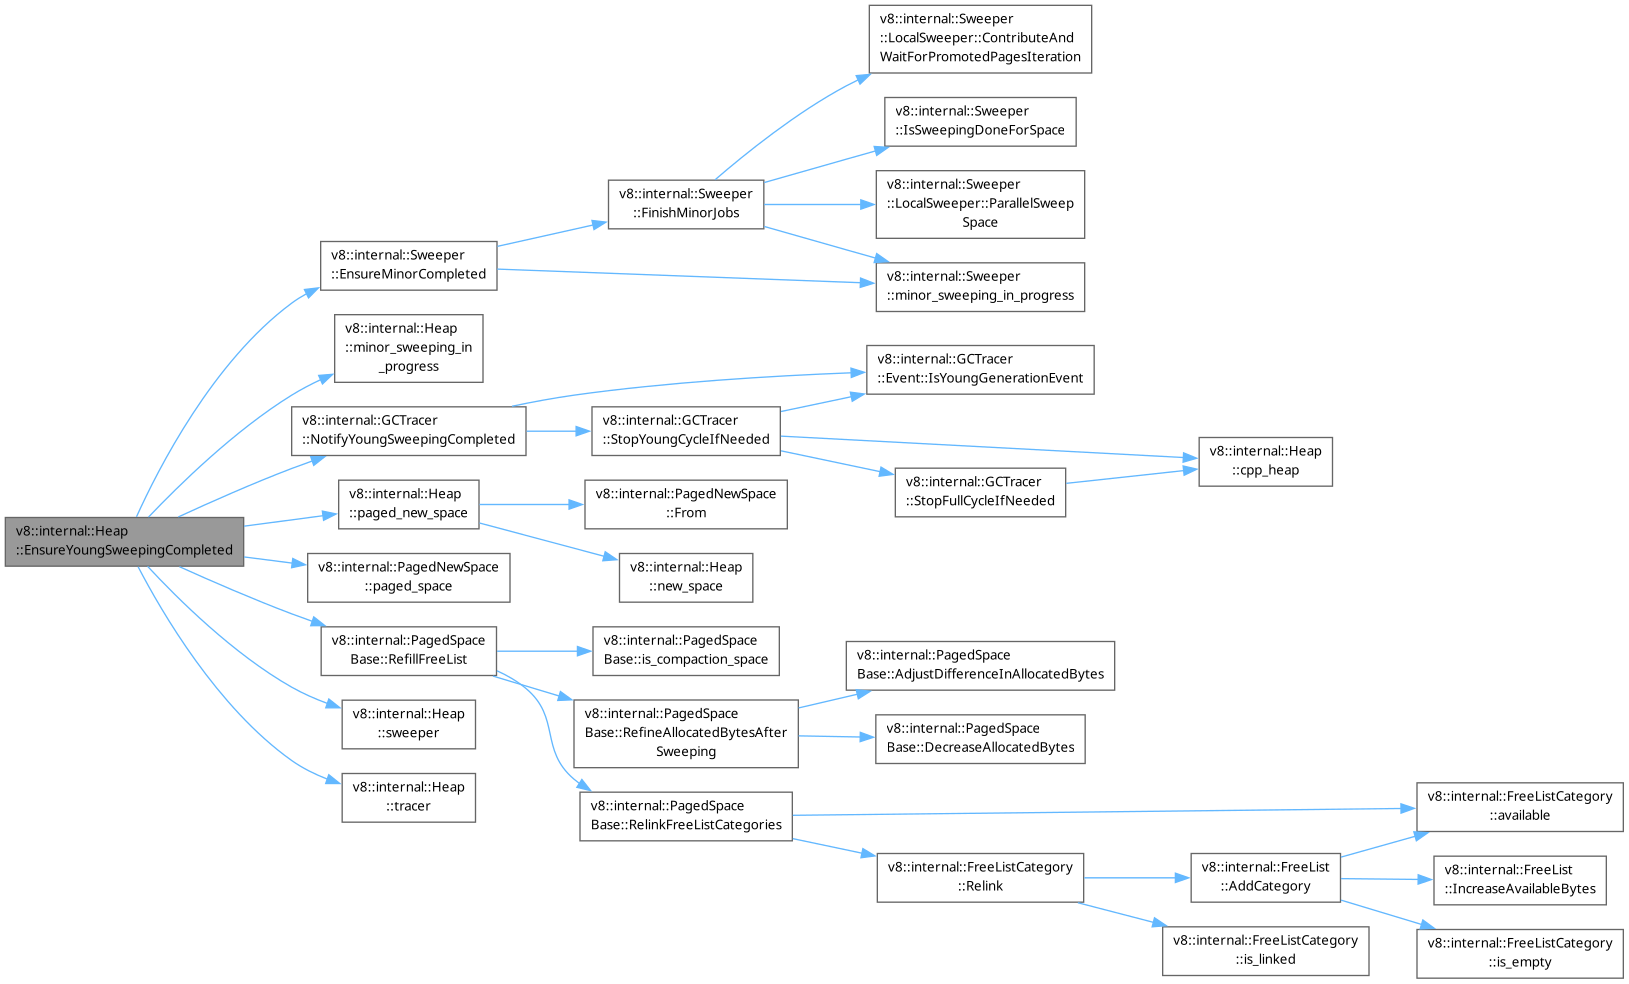 v8::internal::Sweeper
::LocalSweeper::ContributeAnd
WaitForPromotedPagesIteration
v8::internal::Sweeper
::IsSweepingDoneForSpace
v8::internal::Sweeper
::LocalSweeper::ParallelSweep
Space
v8::internal::Sweeper
::FinishMinorJobs
v8::internal::Sweeper
::EnsureMinorCompleted
v8::internal::Sweeper
::minor_sweeping_in_progress
v8::internal::Heap
::minor_sweeping_in
_progress
v8::internal::GCTracer
::Event::IsYoungGenerationEvent
v8::internal::GCTracer
::NotifyYoungSweepingCompleted
v8::internal::GCTracer
::StopYoungCycleIfNeeded
v8::internal::Heap
::cpp_heap
v8::internal::GCTracer
::StopFullCycleIfNeeded
v8::internal::Heap
::paged_new_space
v8::internal::PagedNewSpace
::From
v8::internal::Heap
::EnsureYoungSweepingCompleted
v8::internal::PagedNewSpace
::paged_space
v8::internal::Heap
::new_space
v8::internal::PagedSpace
Base::RefillFreeList
v8::internal::PagedSpace
Base::is_compaction_space
v8::internal::PagedSpace
Base::AdjustDifferenceInAllocatedBytes
v8::internal::Heap
::sweeper
v8::internal::PagedSpace
Base::RefineAllocatedBytesAfter
Sweeping
v8::internal::PagedSpace
Base::DecreaseAllocatedBytes
v8::internal::Heap
::tracer
v8::internal::PagedSpace
Base::RelinkFreeListCategories
v8::internal::FreeListCategory
::available
v8::internal::FreeListCategory
::Relink
v8::internal::FreeList
::AddCategory
v8::internal::FreeList
::IncreaseAvailableBytes
v8::internal::FreeListCategory
::is_linked
v8::internal::FreeListCategory
::is_empty